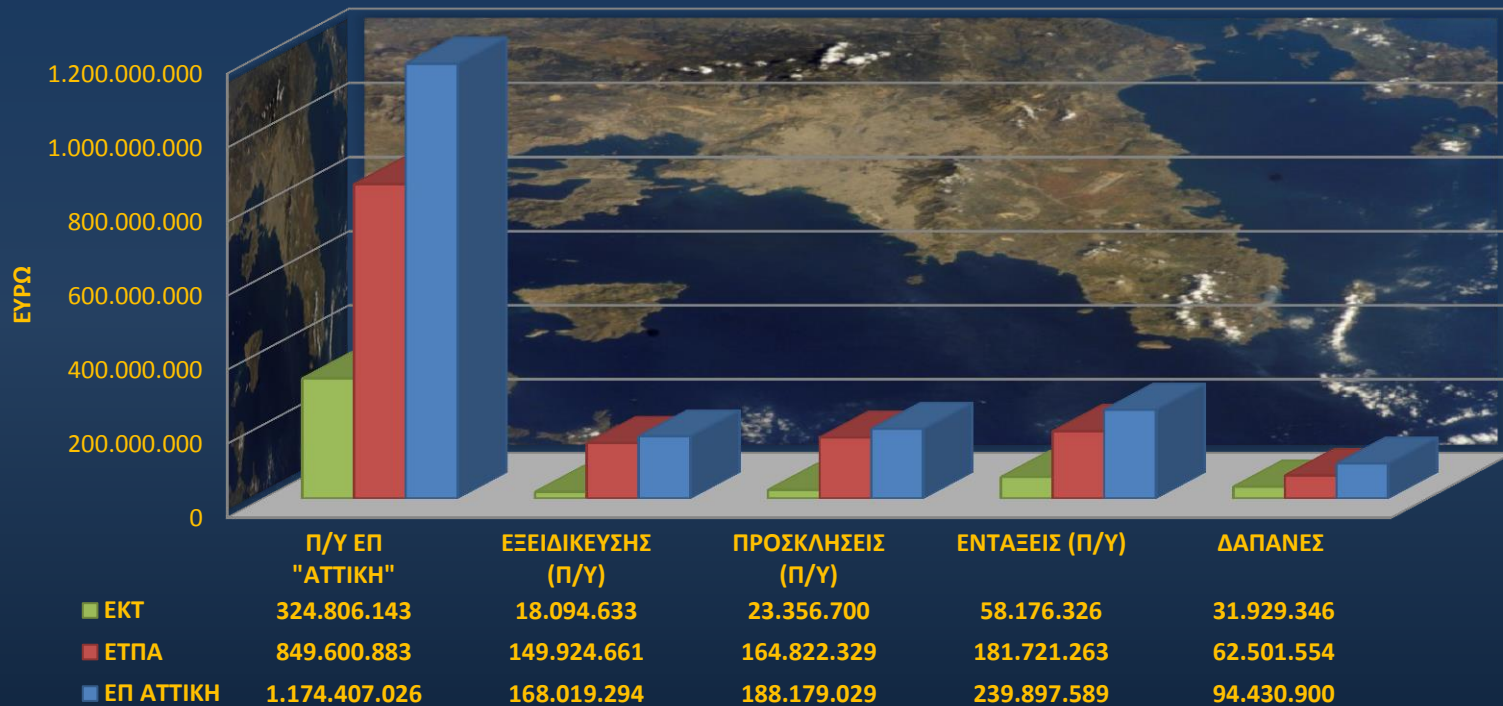 1.200.000.000
1.000.000.000
800.000.000
600.000.000
400.000.000
200.000.000
0
ΕΥΡΩ
Π/Υ ΕΠ "ΑΤΤΙΚΗ"
ΕΞΕΙΔΙΚΕΥΣΗΣ (Π/Υ)
ΠΡΟΣΚΛΗΣΕΙΣ (Π/Υ)
ΕΝΤΑΞΕΙΣ (Π/Υ)
ΔΑΠΑΝΕΣ
ΕΚΤ 324.806.143 18.094.633 23.356.700 58.176.326 31.929.346
ΕΤΠΑ 849.600.883 149.924.661 164.822.329 181.721.263 62.501.554
ΕΠ ΑΤΤΙΚΗ 1.174.407.026 168.019.294 188.179.029 239.897.589 94.430.900